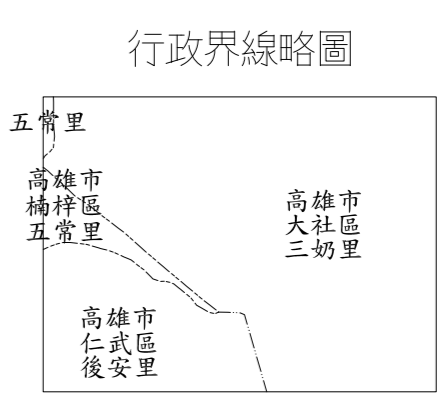 行政界線略圖
五常里
高雄市
楠梓區
五常里
高雄市
大社區
三奶里
高雄市
仁武區
後安里